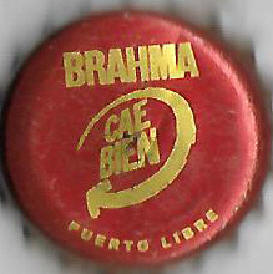 BRAHMA
CAE
BIEN
PUERTO LIBRE